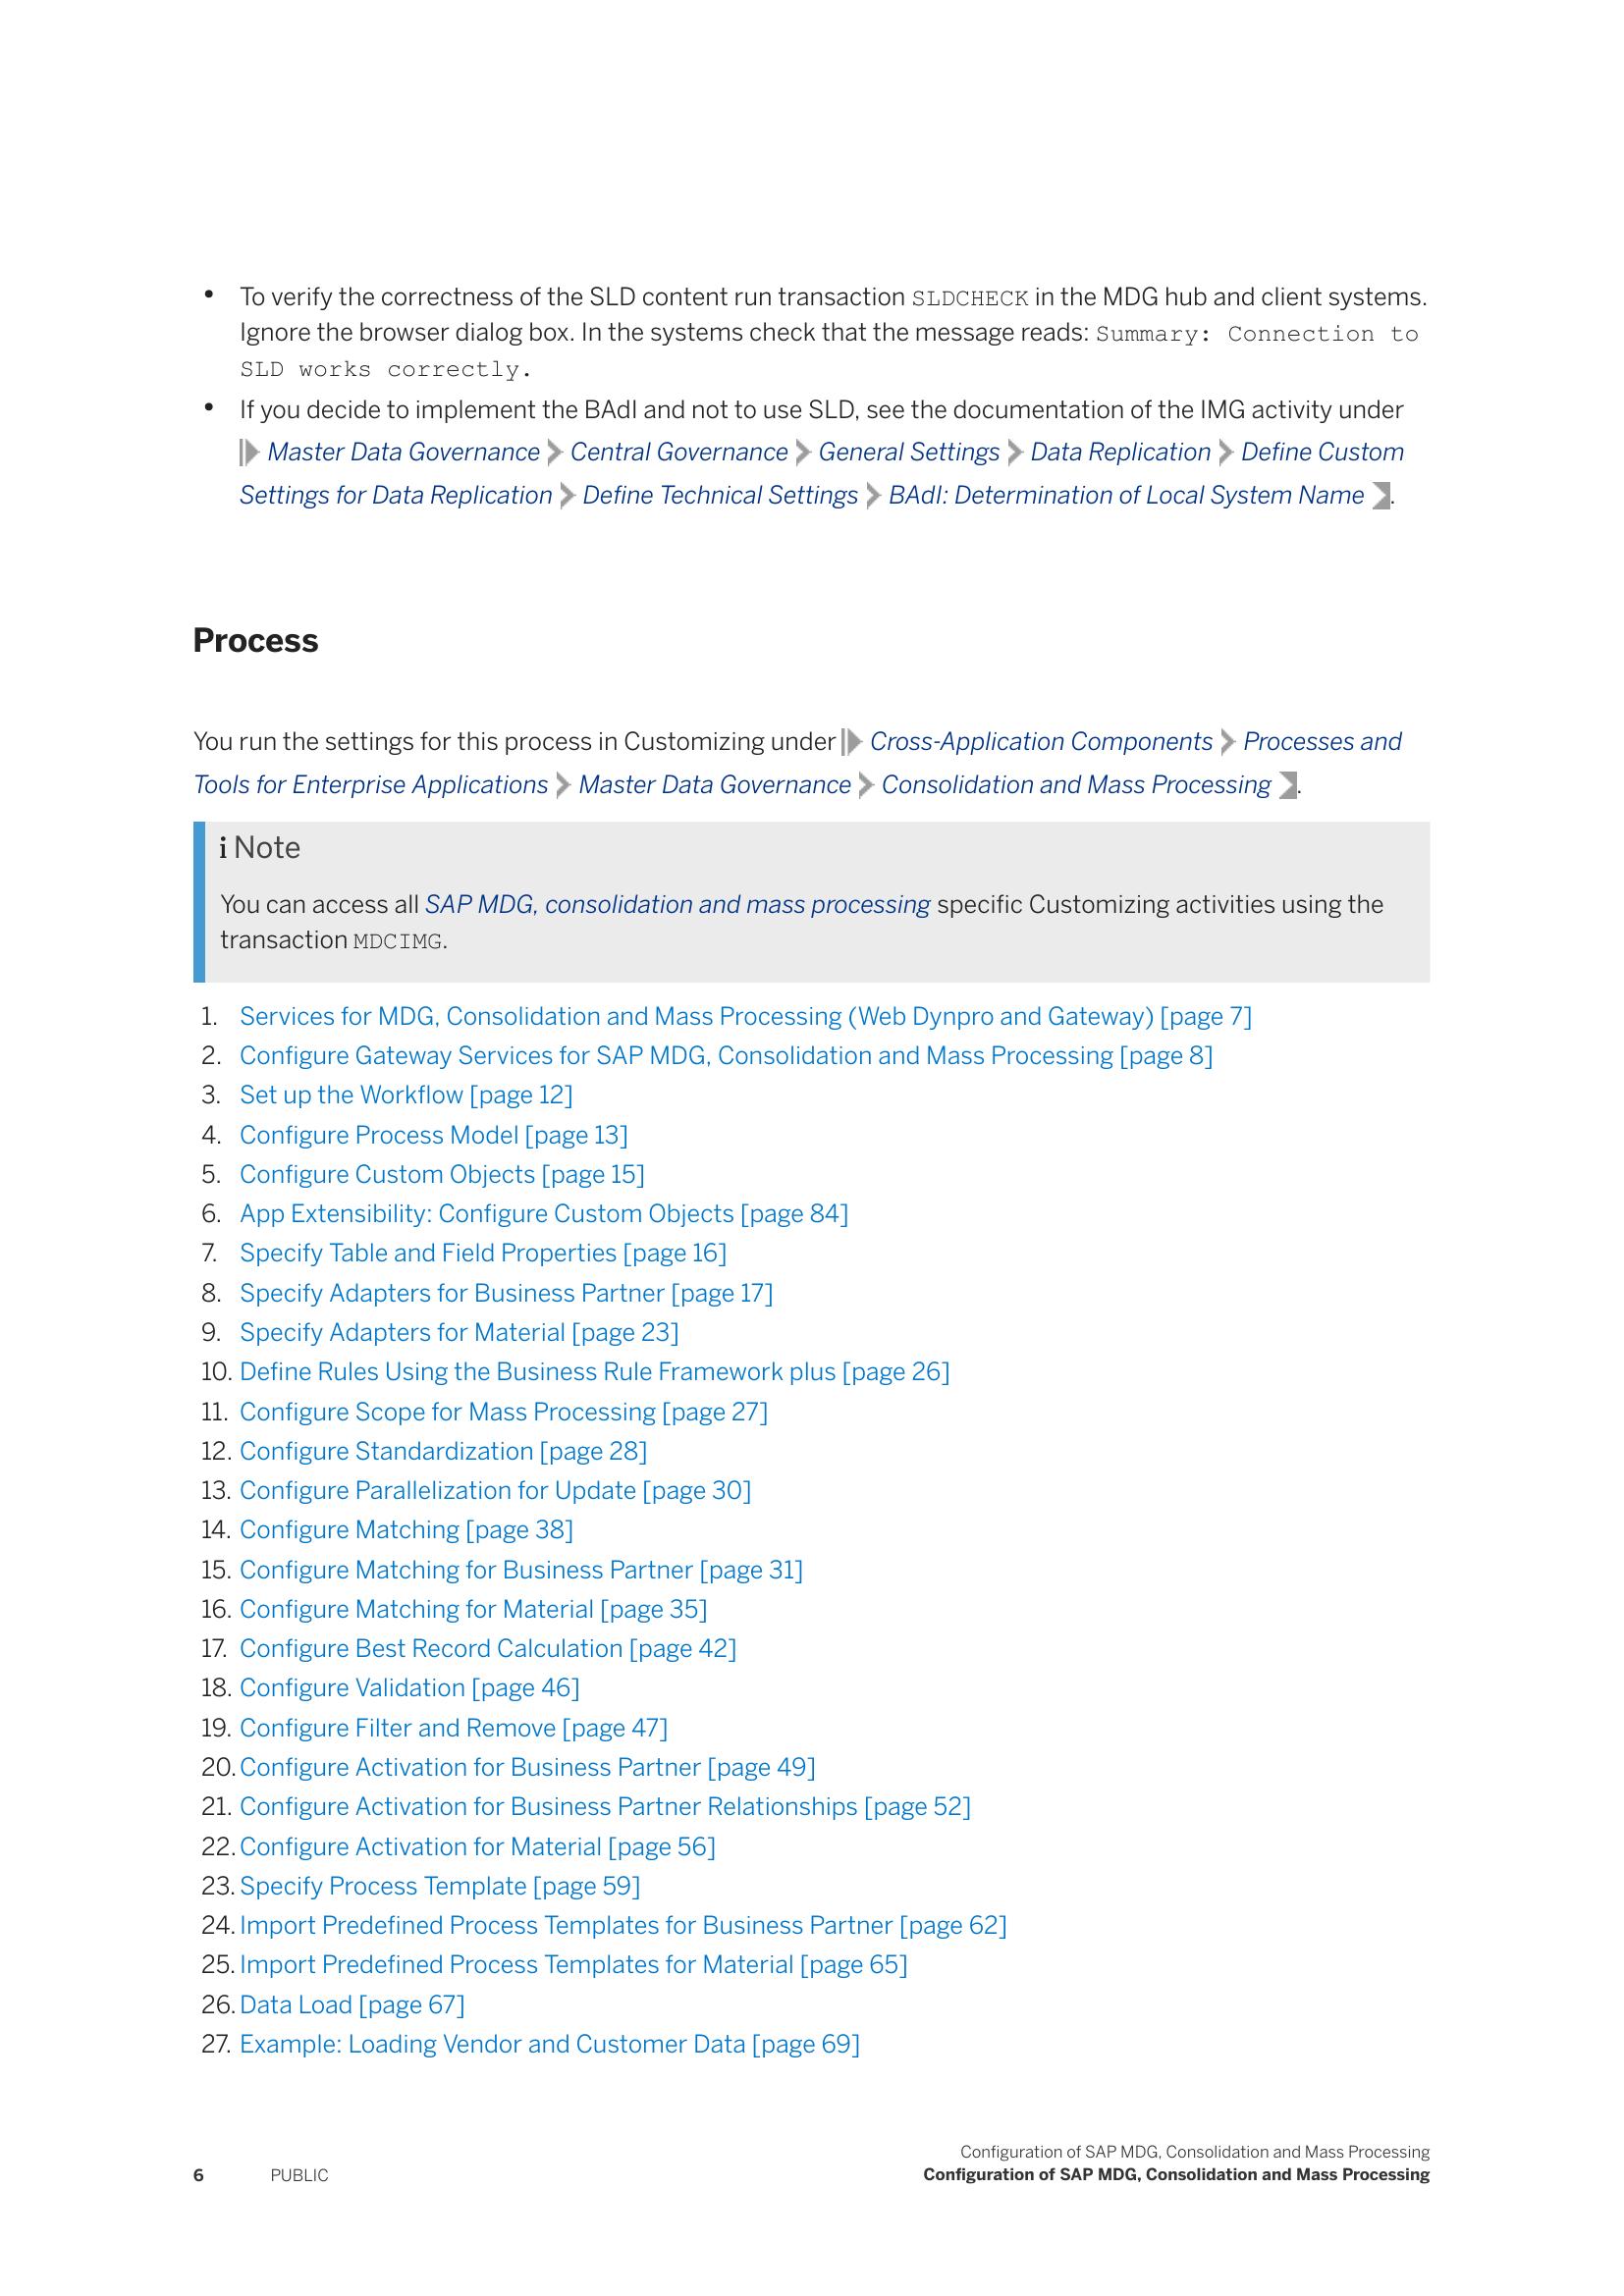 • To verify the correctness of the SLD content run transaction SLDCHECK in the MDG hub and client systems.
Ignore the browser dialog box. In the systems check that the message reads: Summary: Connection to
SLD works correctly.
• If you decide to implement the BAdI and not to use SLD, see the documentation of the IMG activity under
Master Data Governance > Central Governance > General Settings > Data Replication > Define Custom
Settings for Data Replication > Define Technical Settings > BAdI: Determination of Local System Name .
Process
You run the settings for this process in Customizing under Cross-Application Components > Processes and
Tools for Enterprise Applications > Master Data Governance > Consolidation and Mass Processing .
i Note
You can access all SAP MDG, consolidation and mass processing specific Customizing activities using the
transaction MDCIMG.
1. Services for MDG, Consolidation and Mass Processing (Web Dynpro and Gateway) [page 7]
2. Configure Gateway Services for SAP MDG, Consolidation and Mass Processing [page 8]
3. Set up the Workflow [page 12]
4. Configure Process Model [page 13]
5. Configure Custom Objects [page 15]
6. App Extensibility: Configure Custom Objects [page 84]
7. Specify Table and Field Properties [page 16]
8. Specify Adapters for Business Partner [page 17]
9. Specify Adapters for Material [page 23]
10. Define Rules Using the Business Rule Framework plus [page 26]
11. Configure Scope for Mass Processing [page 27]
12. Configure Standardization [page 28]
13. Configure Parallelization for Update [page 30]
14. Configure Matching [page 38]
15. Configure Matching for Business Partner [page 31]
16. Configure Matching for Material [page 35]
17. Configure Best Record Calculation [page 42]
18. Configure Validation [page 46]
19. Configure Filter and Remove [page 47]
20. Configure Activation for Business Partner [page 49]
21. Configure Activation for Business Partner Relationships [page 52]
22. Configure Activation for Material [page 56]
23. Specify Process Template [page 59]
24. Import Predefined Process Templates for Business Partner [page 62]
25. Import Predefined Process Templates for Material [page 65]
26. Data Load [page 67]
27. Example: Loading Vendor and Customer Data [page 69]
Configuration of SAP MDG, Consolidation and Mass Processing
6 PUBLIC Configuration of SAP MDG, Consolidation and Mass Processing